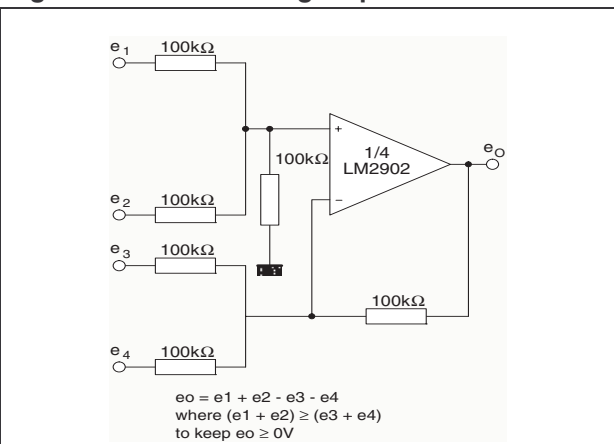 e1
100kΩ
100kΩ
+
1/4
LM2902
eO
e2
100kΩ
−
e3
100kΩ
100kΩ
e4
100kΩ
eo = e1 + e2 - e3 - e4
where (e1 + e2) ≥ (e3 + e4)
to keep eo ≥ 0V